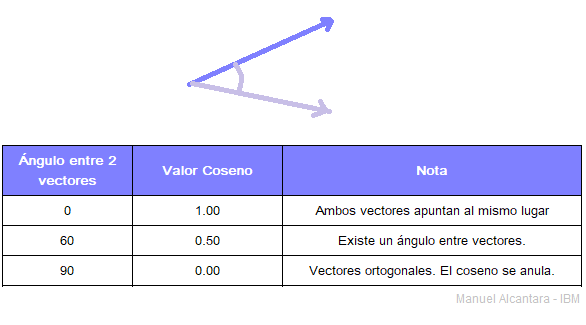 Ángulo entre 2
vectores
Valor Coseno
Nota
0
1.00
Ambos vectores apuntan al mismo lugar
60
0.50
Existe un ángulo entre vectores.
90
0.00
Vectores ortogonales. El coseno se anula.
Manuel Alcantara - IBM